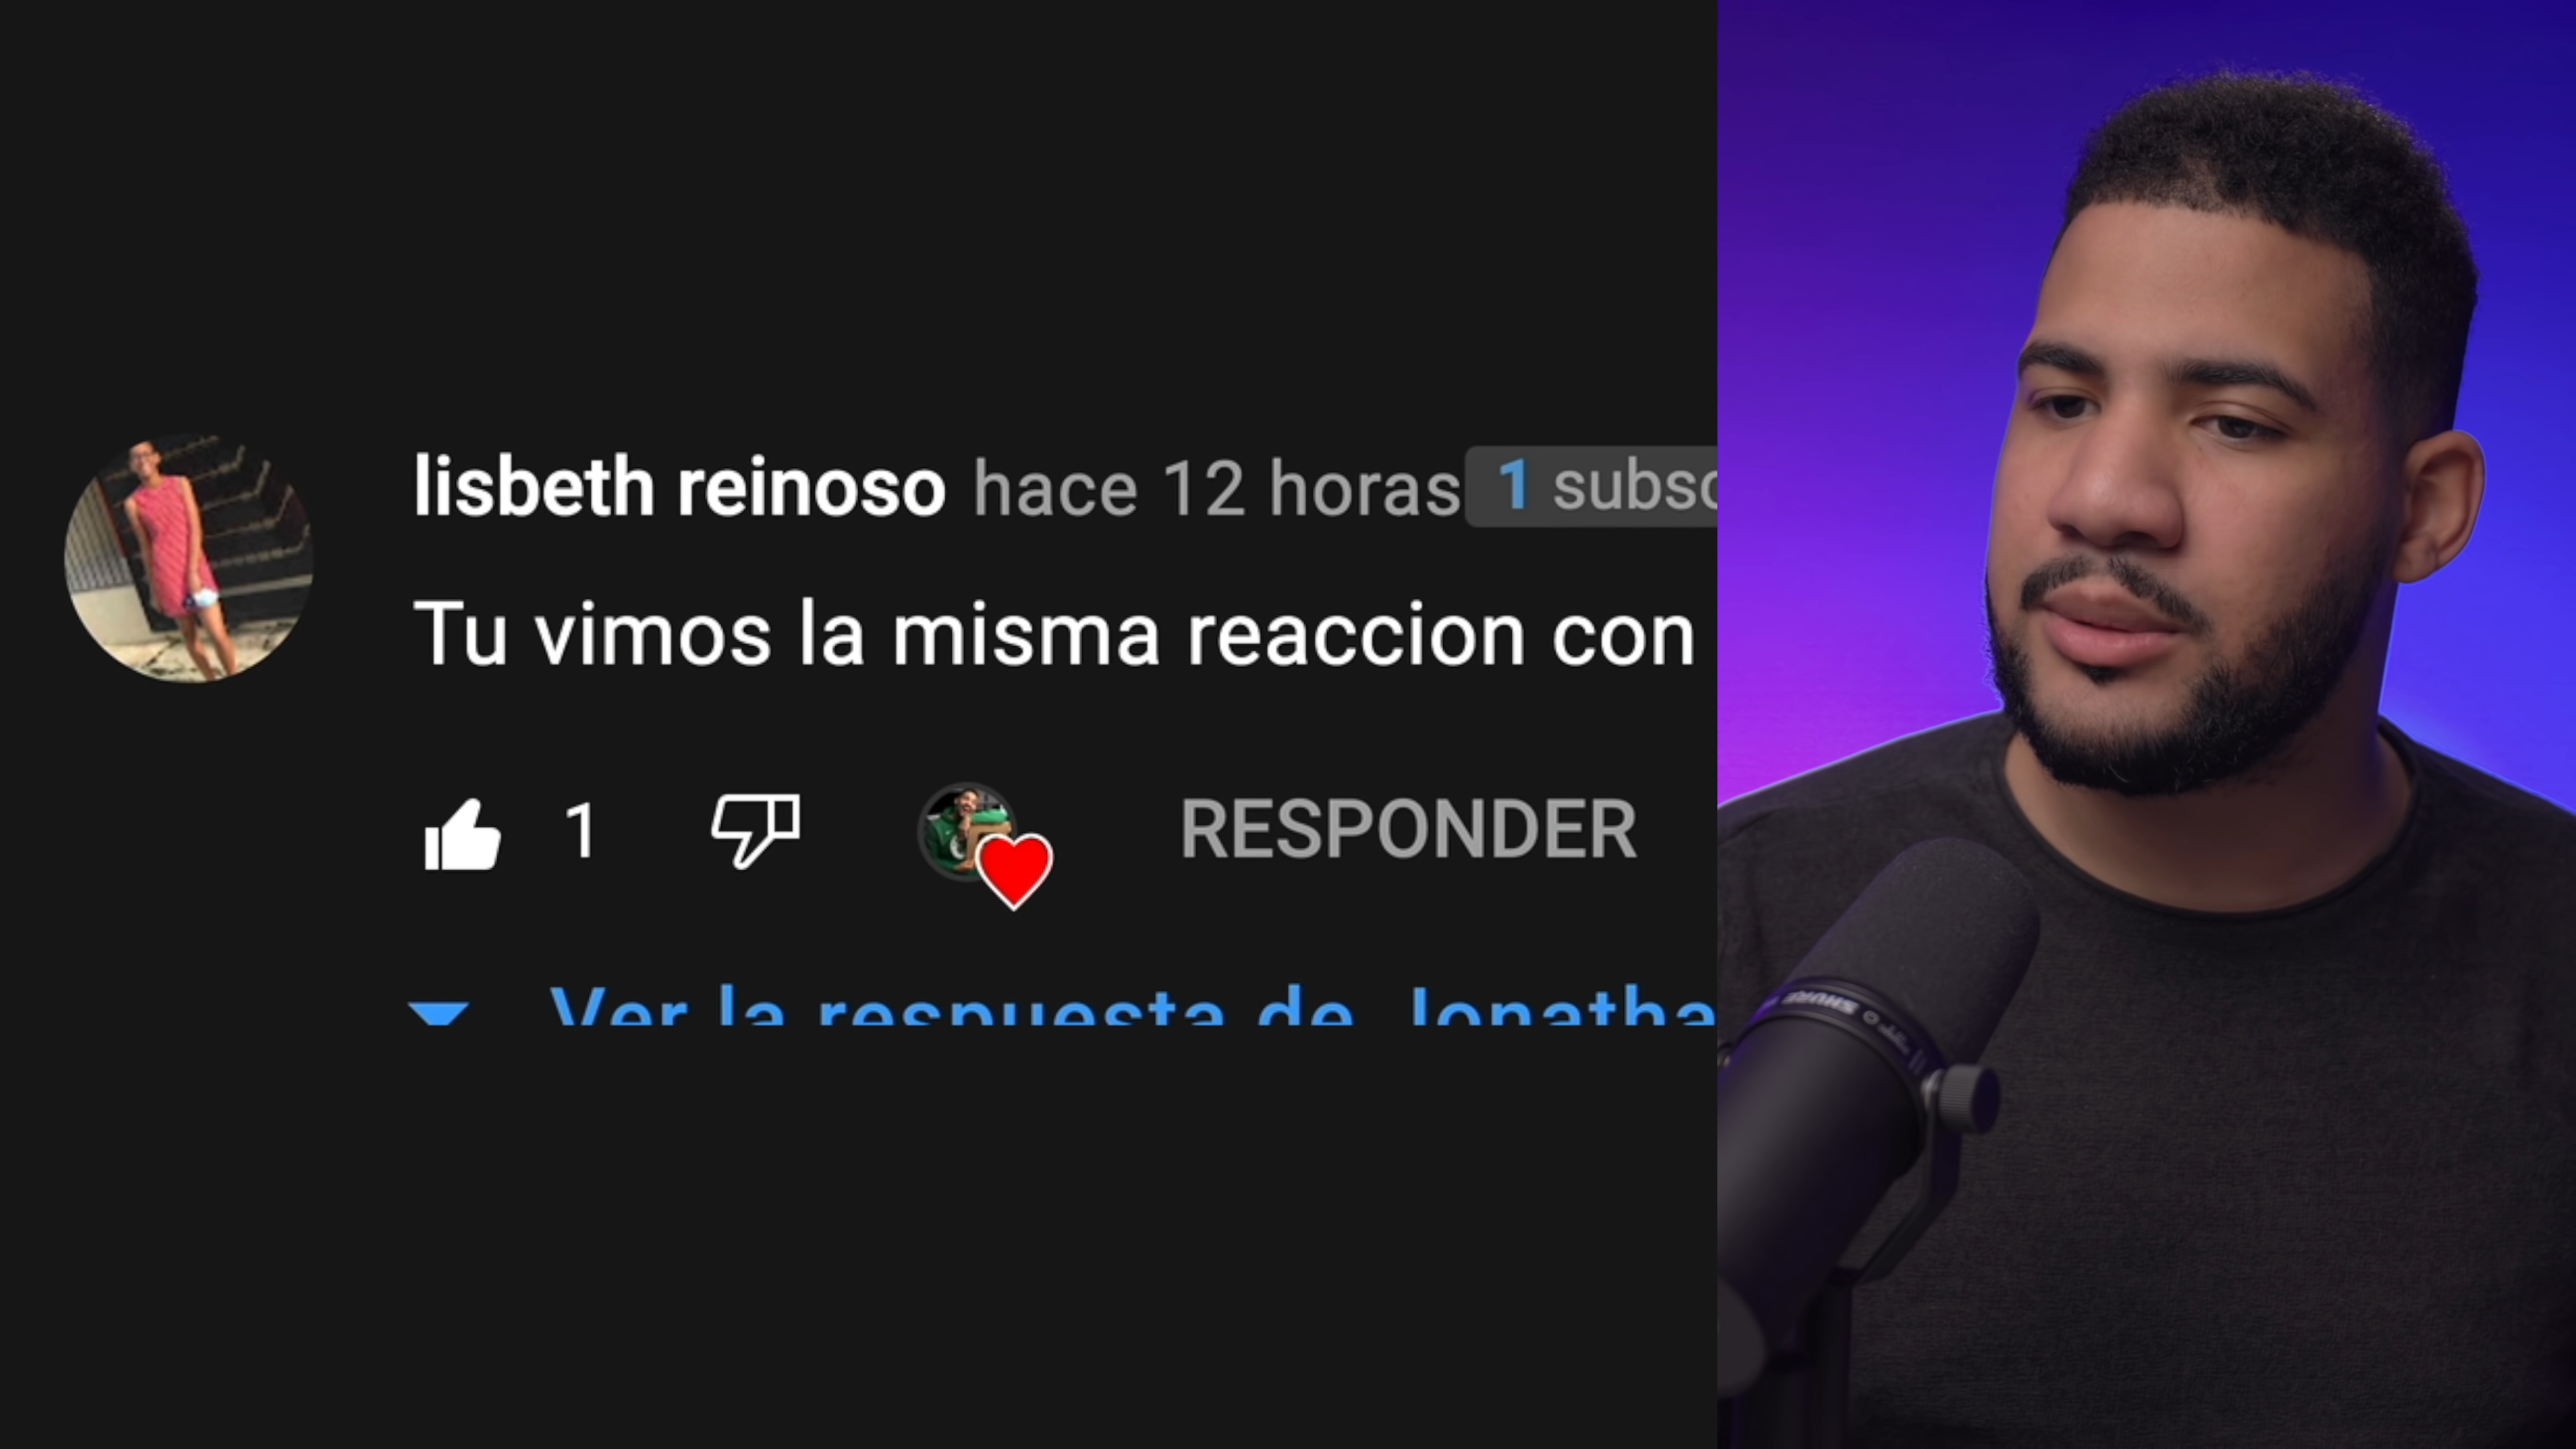 lisbeth reinoso hace 12 horas 1 subsc
Tu vimos la misma reaccion con
1 RESPONDER
Ver la respuesta de Jonatha
SHURE